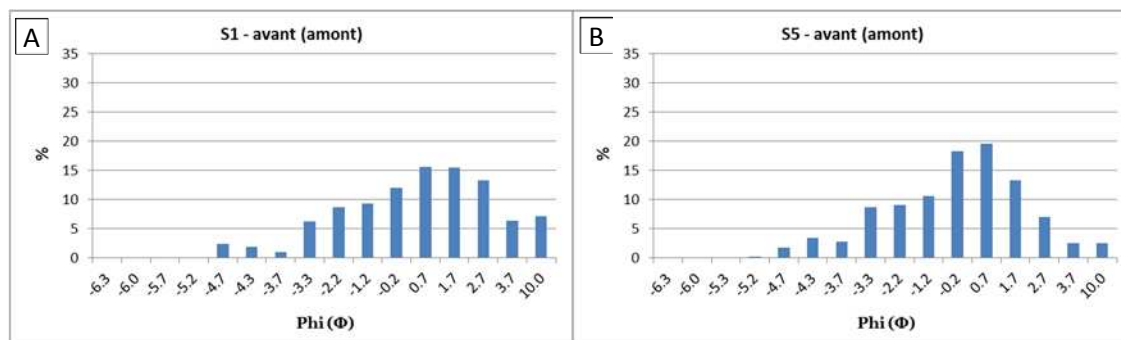 A
S1 - avant (amont)
35
30
25
20
15
10
5
0
%
-6.3 -6.0 -5.7 -5.2 -4.7 -4.3 -3.7 -3.3 -2.2 -1.2 -0.2 0.7 1.7 2.7 3.7 10.0
Phi (Φ)
B
S5 - avant (amont)
35
30
25
20
15
10
5
0
%
-6.3 -6.0 -5.7 -5.2 -4.7 -4.3 -3.7 -3.3 -2.2 -1.2 -0.2 0.7 1.7 2.7 3.7 10.0
Phi (Φ)